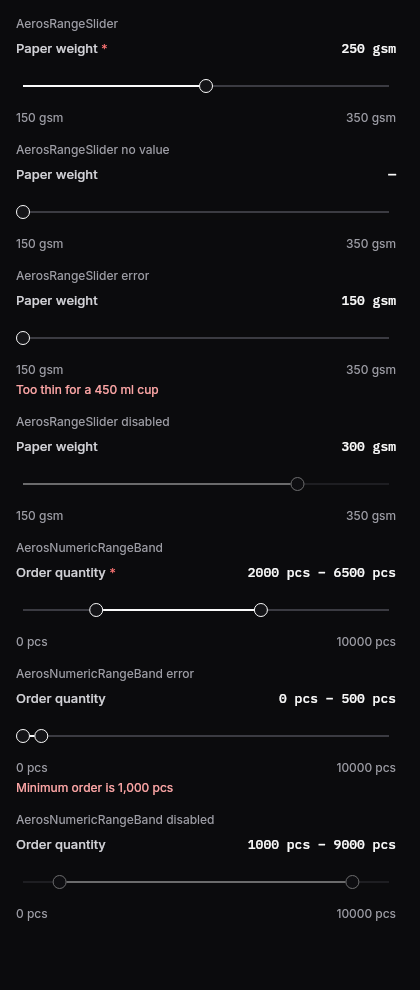 AerosRangeSlider
Paper weight * 250 gsm
150 gsm 350 gsm
AerosRangeSlider no value
Paper weight —
150 gsm 350 gsm
AerosRangeSlider error
Paper weight 150 gsm
150 gsm 350 gsm
Too thin for a 450 ml cup
AerosRangeSlider disabled
Paper weight 300 gsm
150 gsm 350 gsm
AerosNumericRangeBand
Order quantity * 2000 pcs – 6500 pcs
0 pcs 10000 pcs
AerosNumericRangeBand error
Order quantity 0 pcs – 500 pcs
0 pcs 10000 pcs
Minimum order is 1,000 pcs
AerosNumericRangeBand disabled
Order quantity 1000 pcs – 9000 pcs
0 pcs 10000 pcs